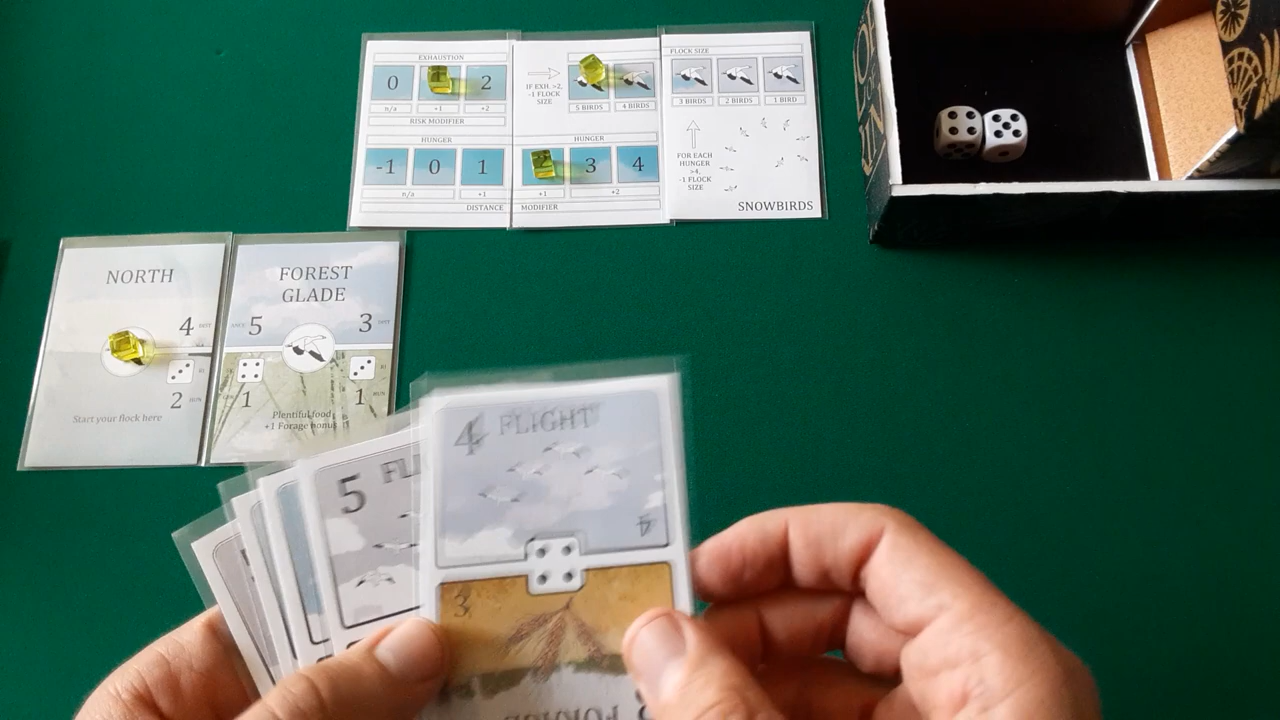 EXHAUSTION
0
2
n/a
+1
+2
RISK MODIFIER
HUNGER
-1
0
1
n/a
+1
DISTANCE
IF EXH. >2,
-1 FLOCK
SIZE
5 BIRDS
4 BIRDS
HUNGER
3
4
+1
+2
MODIFIER
FLOCK SIZE
3 BIRDS
2 BIRDS
1 BIRD
FOR EACH
HUNGER
>4,
-1 FLOCK
SIZE
SNOWBIRDS
NORTH
4
2
Start your flock here
FOREST
GLADE
5
3
1
1
Plentiful food,
+1 Forage bonus
5 FL
4 FLIGHT
4
3
FORAGE